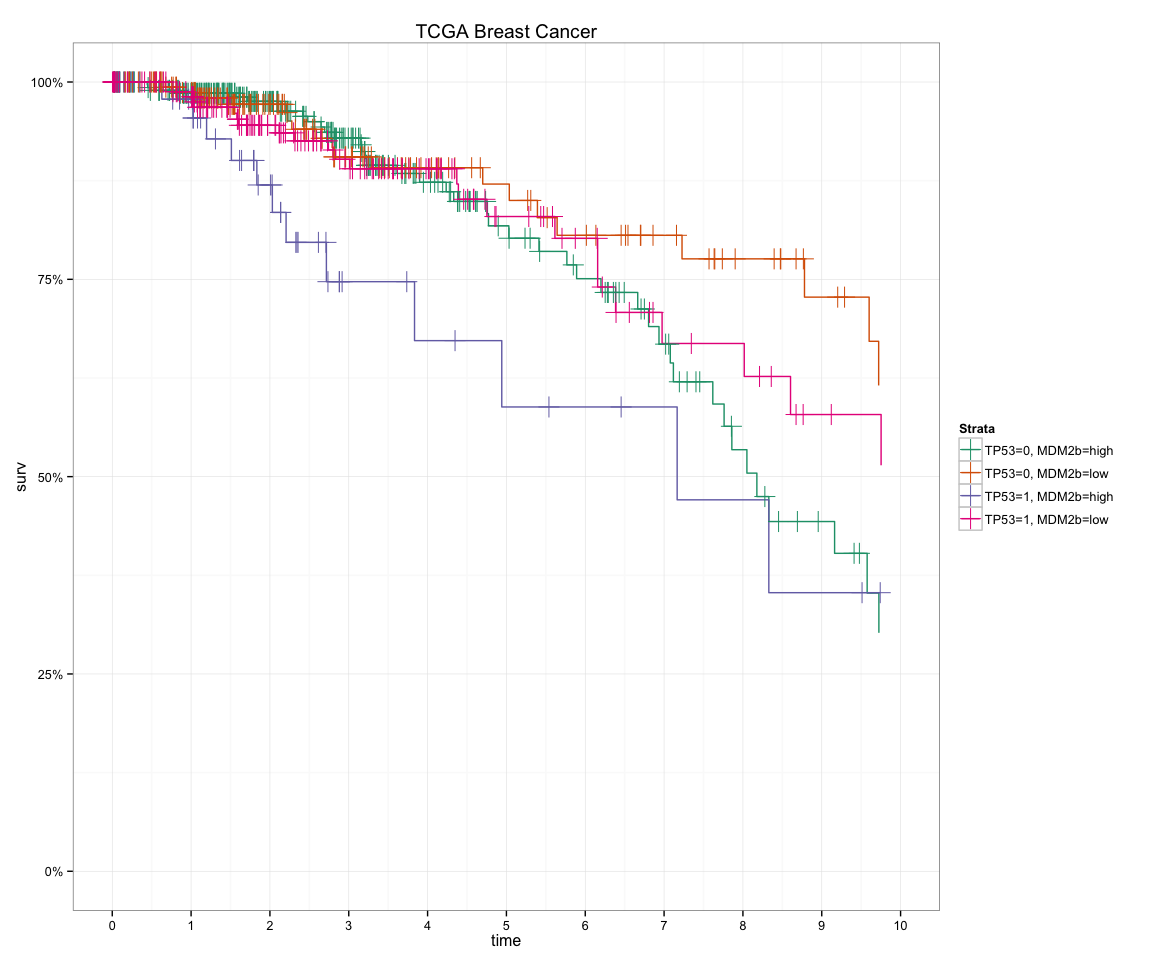 TCGA Breast Cancer
100%
75%
50%
25%
0%
surv
0 1 2 3 4 5 6 7 8 9 10
time
Strata
TP53=0, MDM2b=high
TP53=0, MDM2b=low
TP53=1, MDM2b=high
TP53=1, MDM2b=low